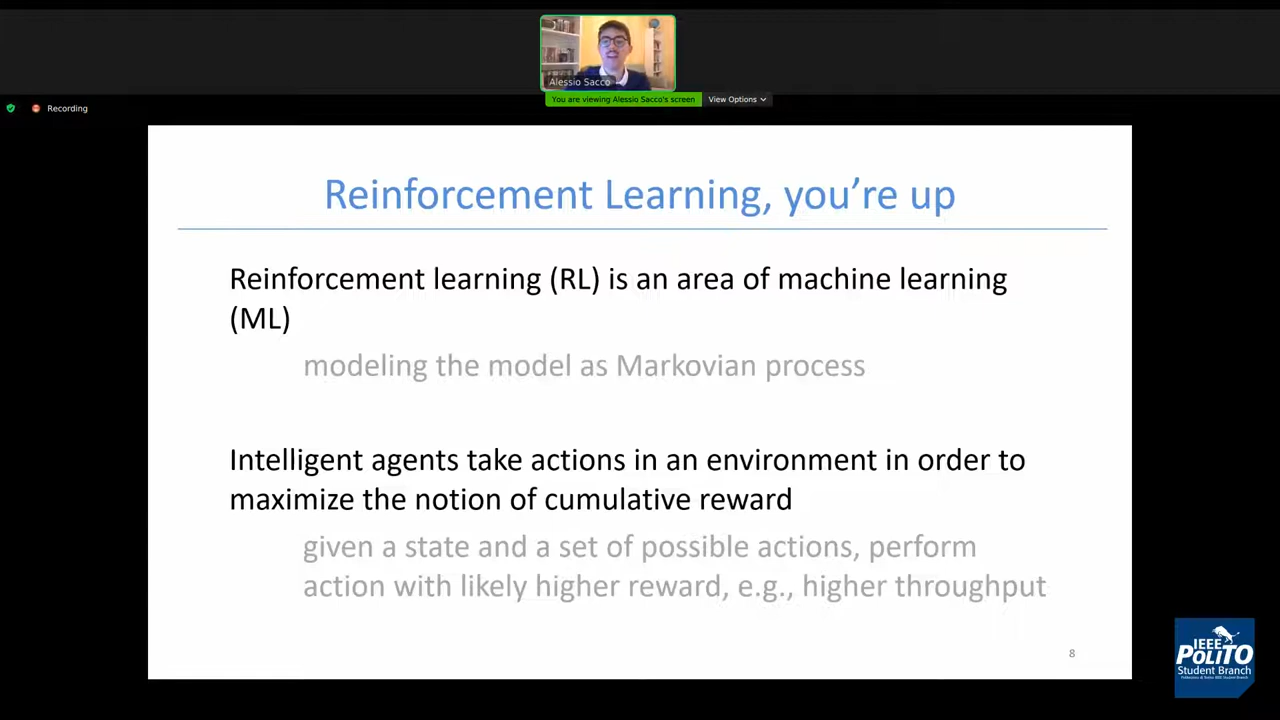 Alessio Sacco
You are viewing Alessio Sacco's screen
View Options
Recording
Reinforcement Learning, you’re up
Reinforcement learning (RL) is an area of machine learning
(ML)
modeling the model as Markovian process
Intelligent agents take actions in an environment in order to
maximize the notion of cumulative reward
given a state and a set of possible actions, perform
action with likely higher reward, e.g., higher throughput
8
IEEE
POLITO
Student Branch